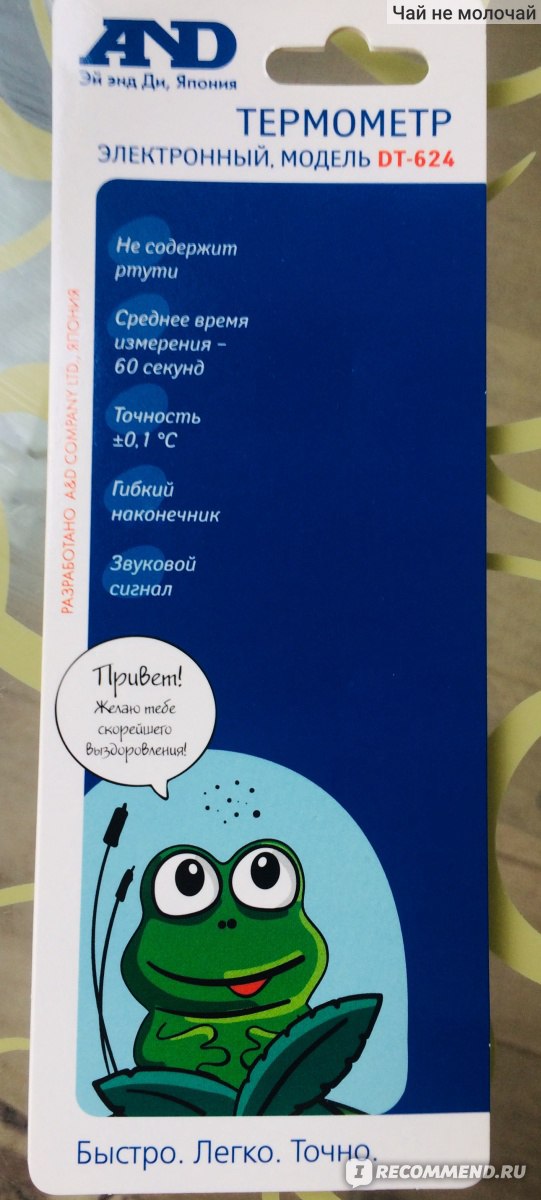 Чай не молочай
AND
Эй энд Ди, Япония
ТЕРМОМЕТР
ЭЛЕКТРОННЫЙ, МОДЕЛЬ DT-624
Не содержит
ртути
Среднее время
измерения –
60 секунд
Точность
±0,1 °C
Гибкий
наконечник
Звуковой
сигнал
РАЗРАБОТАНО A&D COMPANY LTD., ЯПОНИЯ
Привет!
Желаю тебе
скорейшего
выздоровления!
Быстро. Легко. Точно.
I RECOMMEND.RU